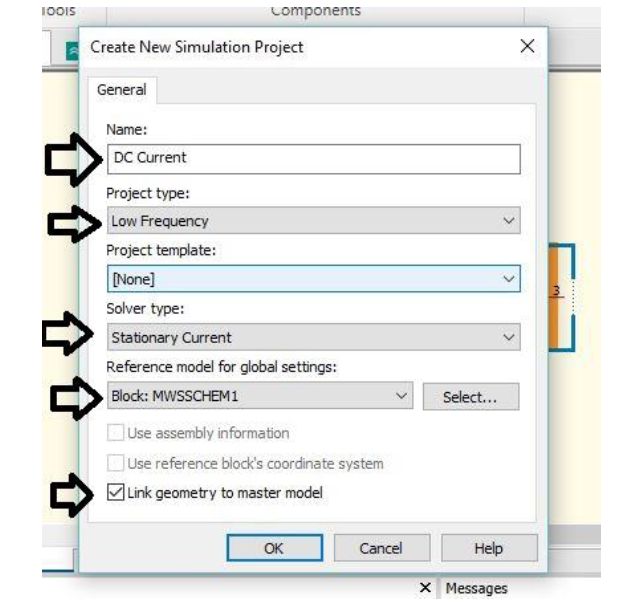 Tools
Components
Create New Simulation Project
General
Name:
DC Current
Project type:
Low Frequency
Project template:
[None]
3
Solver type:
Stationary Current
Reference model for global settings:
Block: MWSSCHEM1
Select...
Use assembly information
Use reference block's coordinate system
Link geometry to master model
OK Cancel Help
Messages